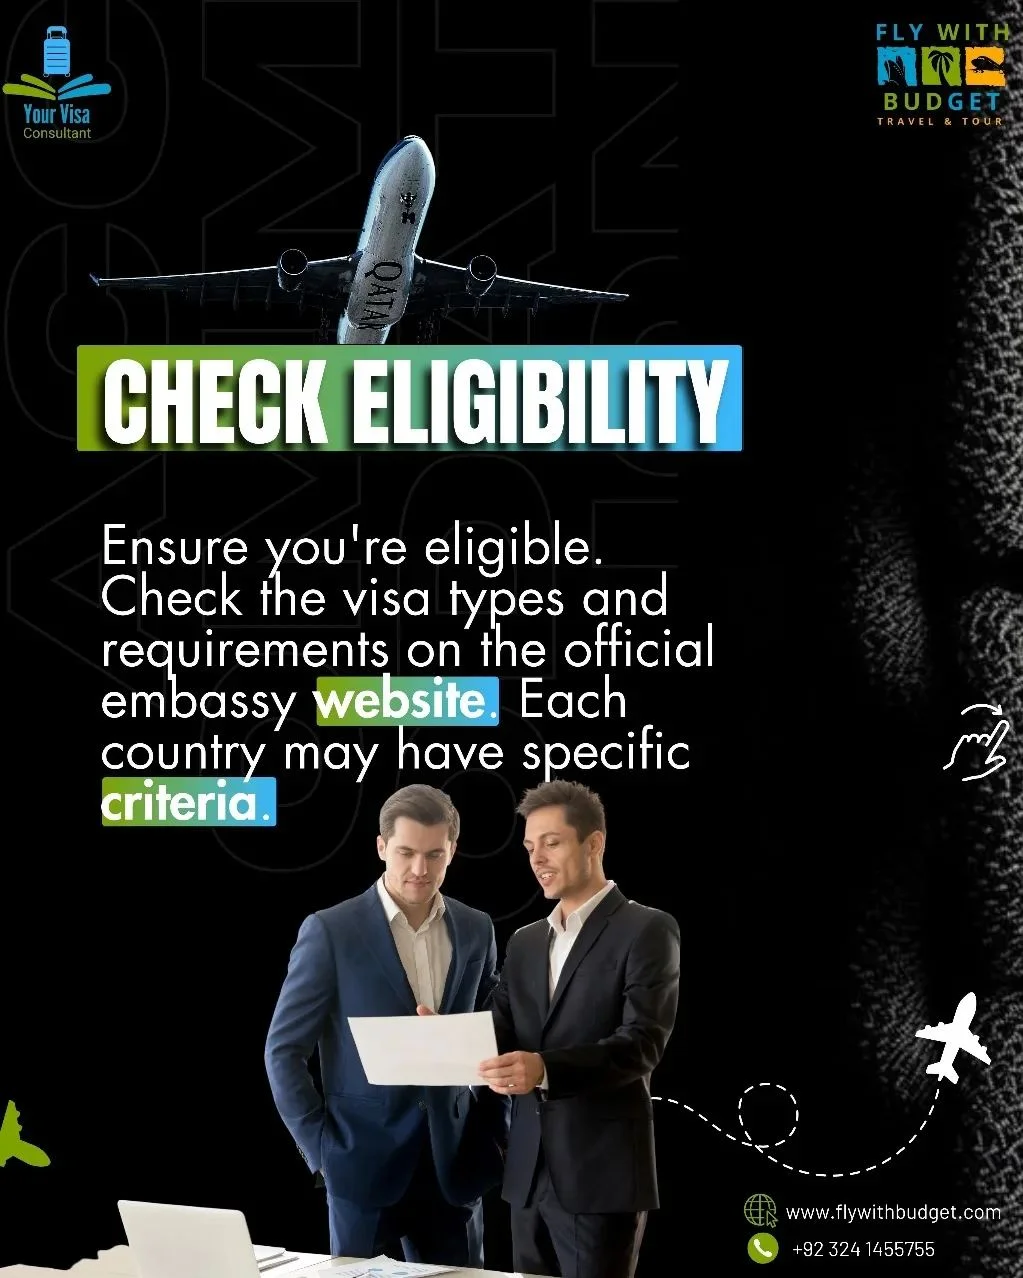 Your Visa
Consultant
FLY WITH
BUDGET
TRAVEL & TOUR
QATAR
CHECK ELIGIBILITY
Ensure you're eligible.
Check the visa types and
requirements on the official
embassy website. Each
country may have specific
criteria.
www.flywithbudget.com
+92 324 1455755